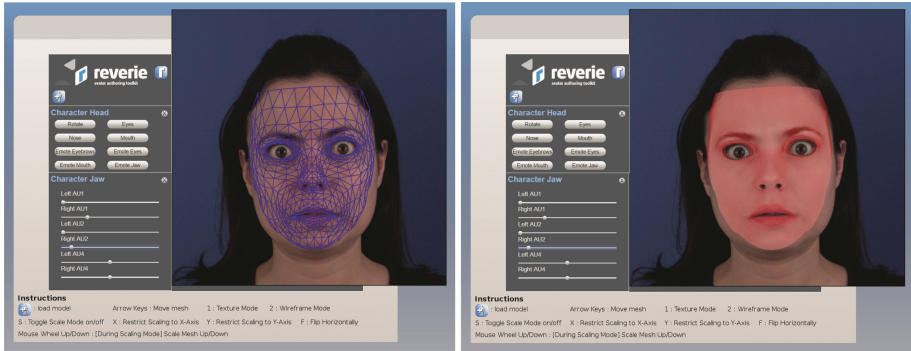 reverie
avatar authoring toolkit
Character Head
Rotate Eyes
Nose Mouth
Emote Eyebrows Emote Eyes
Emote Mouth Emote Jaw
Character Jaw
Left AU1
Right AU1
Left AU2
Right AU2
Left AU4
Right AU4
Instructions
: load model Arrow Keys : Move mesh 1 : Texture Mode 2 : Wireframe Mode
S : Toggle Scale Mode on/off X : Restrict Scaling to X-Axis Y : Restrict Scaling to Y-Axis F : Flip Horizontally
Mouse Wheel Up/Down : [During Scaling Mode] Scale Mesh Up/Down
reverie
avatar authoring toolkit
Character Head
Rotate Eyes
Nose Mouth
Emote Eyebrows Emote Eyes
Emote Mouth Emote Jaw
Character Jaw
Left AU1
Right AU1
Left AU2
Right AU2
Left AU4
Right AU4
Instructions
: load model Arrow Keys : Move mesh 1 : Texture Mode 2 : Wireframe Mode
S : Toggle Scale Mode on/off X : Restrict Scaling to X-Axis Y : Restrict Scaling to Y-Axis F : Flip Horizontally
Mouse Wheel Up/Down : [During Scaling Mode] Scale Mesh Up/Down